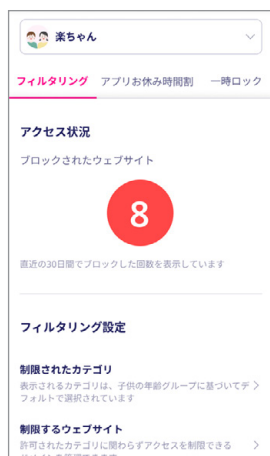 楽ちゃん
フィルタリング アプリお休み時間割 一時ロック
アクセス状況
ブロックされたウェブサイト
8
直近の30日間でブロックした回数を表示しています
フィルタリング設定
制限されたカテゴリ
表示されるカテゴリは、子供の年齢グループに基づいてデ
フォルトで選択されています
制限するウェブサイト
許可されたカテゴリに関わらずアクセスを制限できる